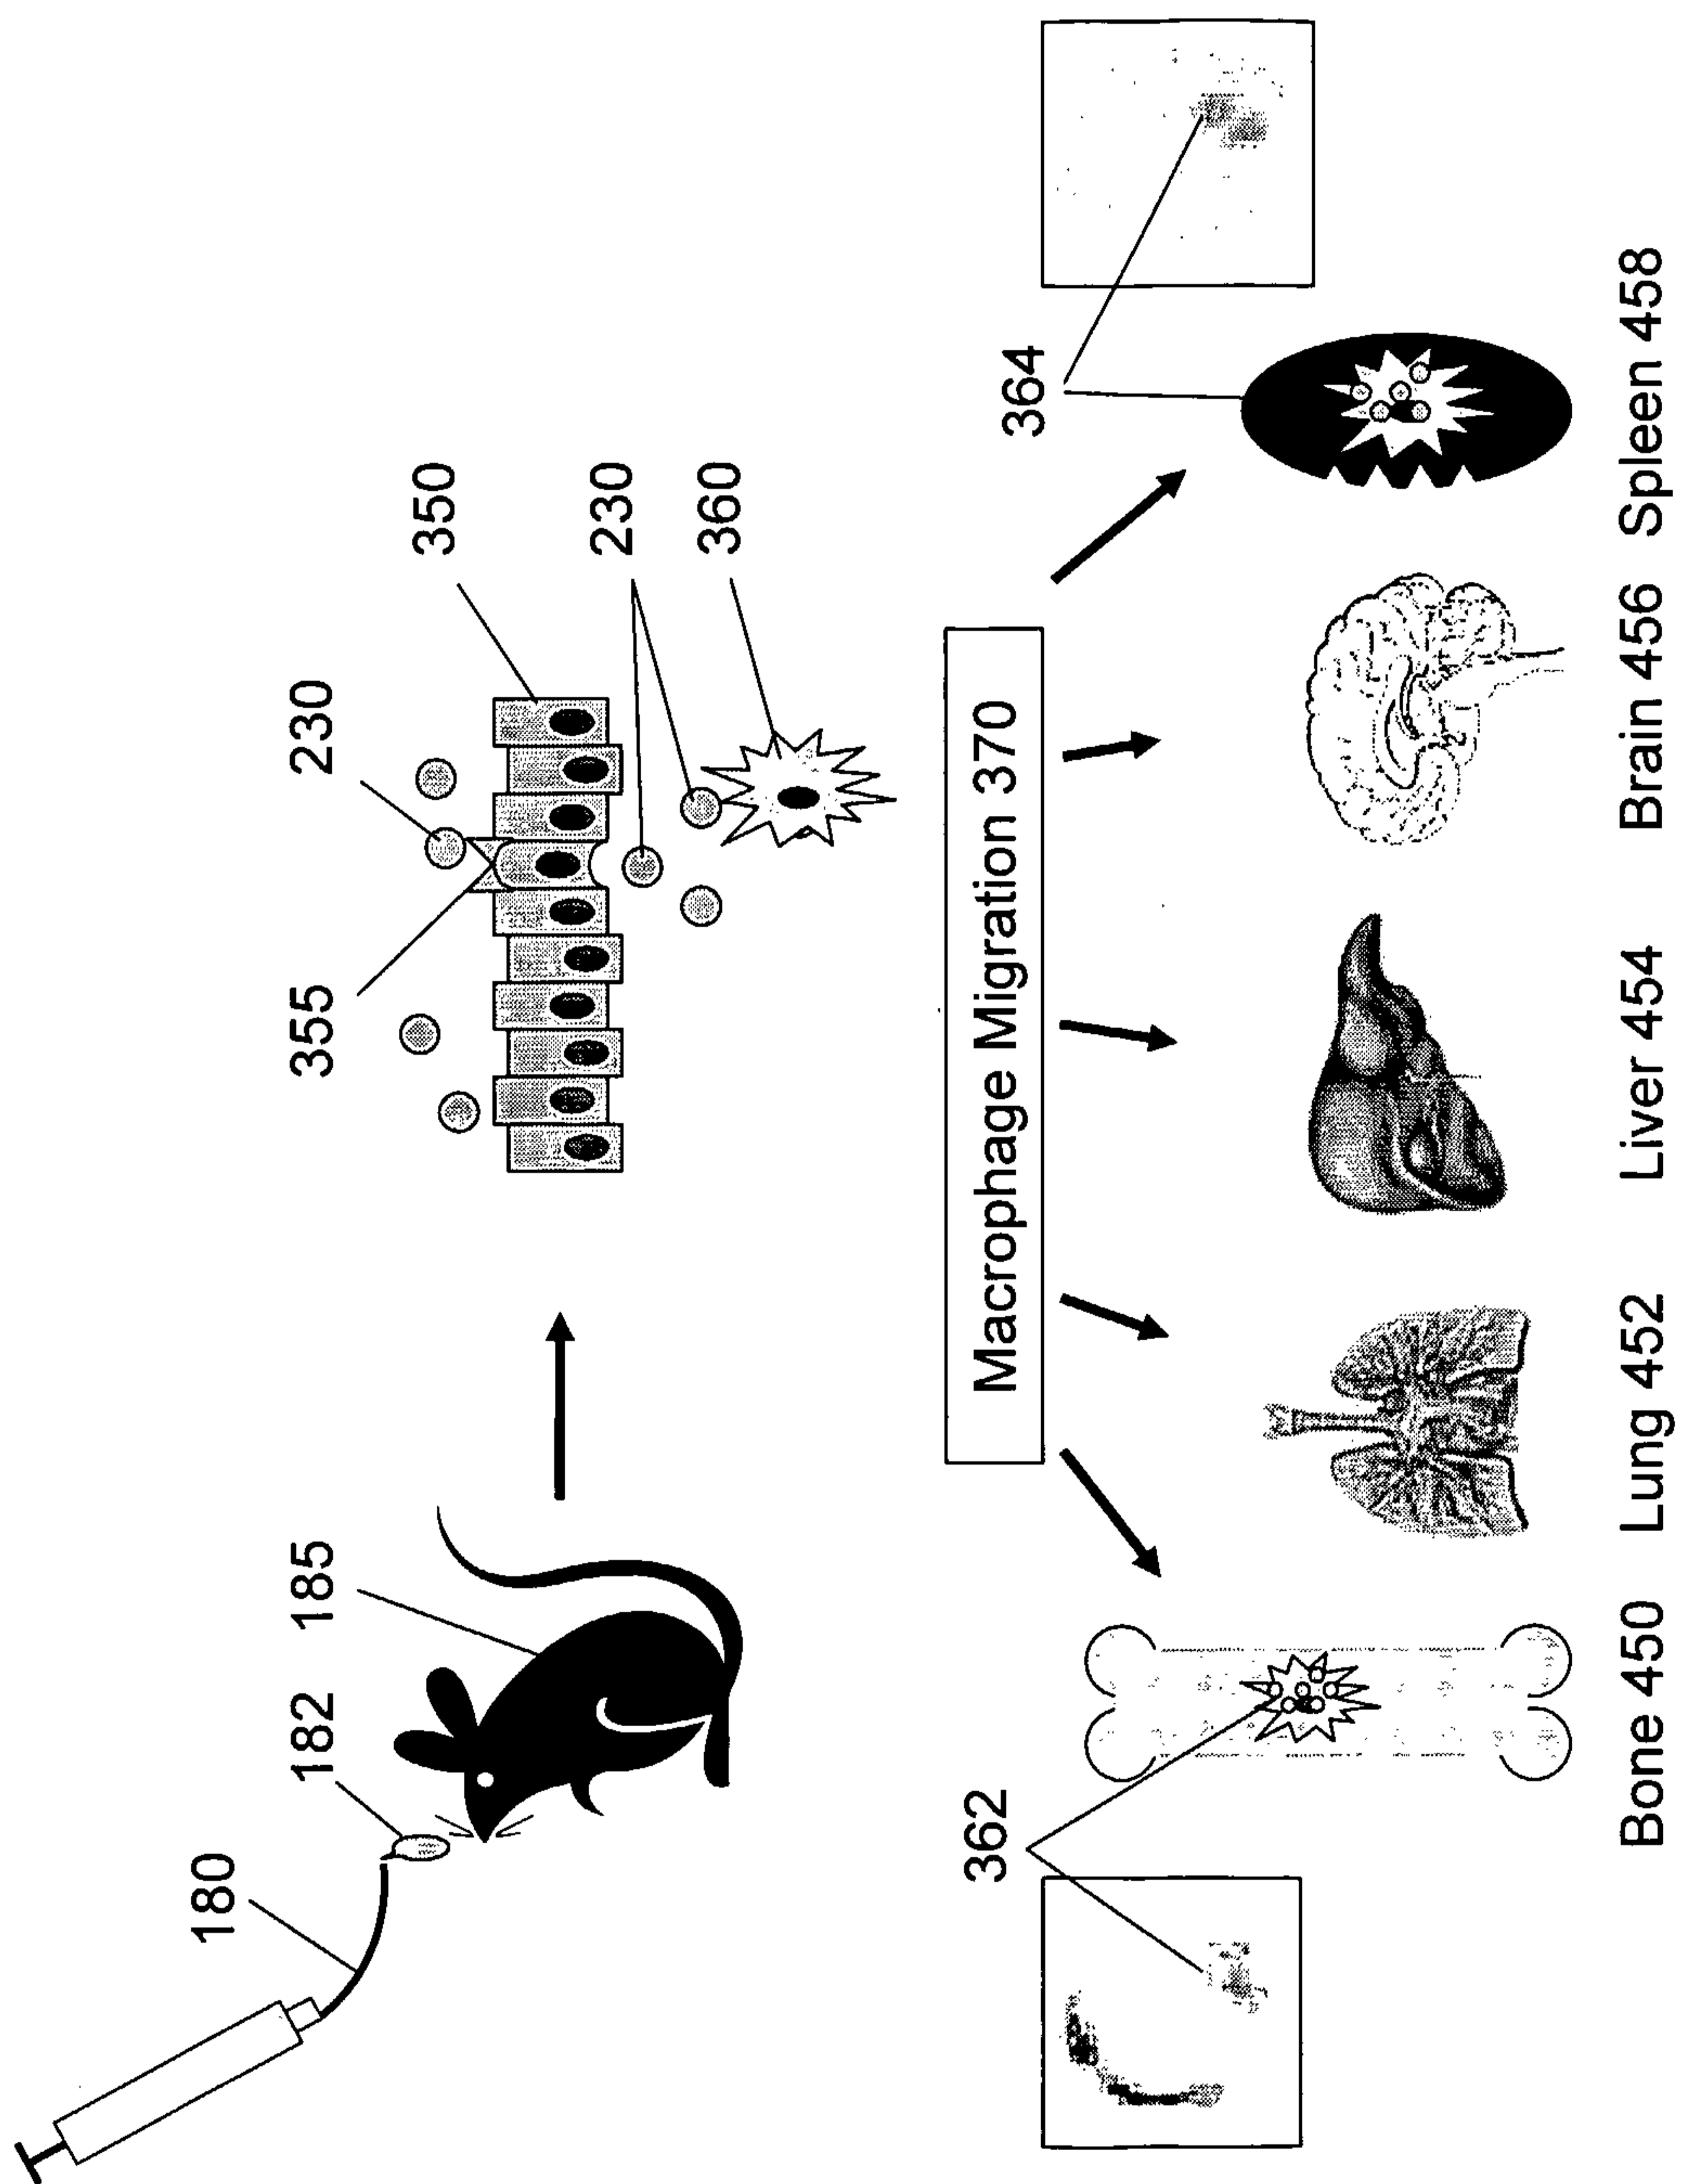 180
182
185
355
230
350
230
360
Macrophage Migration 370
362
364
Bone 450
Lung 452
Liver 454
Brain 456
Spleen 458